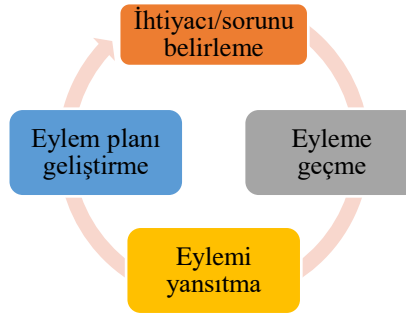 İhtiyacı/sorunu
belirleme
Eyleme
geçme
Eylemi
yansıtma
Eylem planı
geliştirme